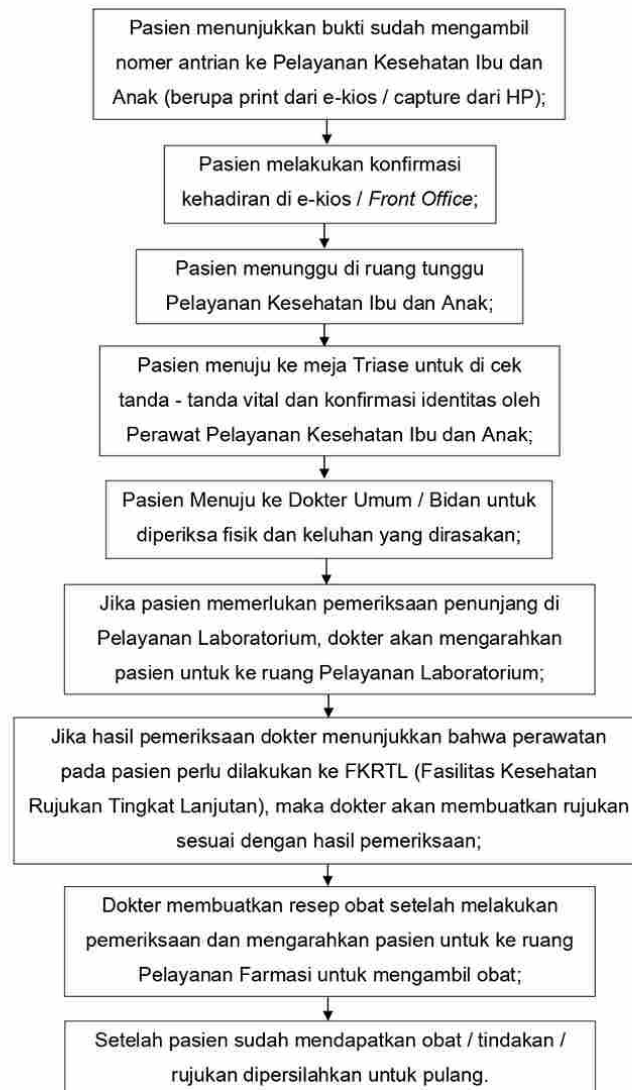 Pasien menunjukkan bukti sudah mengambil
nomer antrian ke Pelayanan Kesehatan Ibu dan
Anak (berupa print dari e-kios / capture dari HP);
Pasien melakukan konfirmasi
kehadiran di e-kios / Front Office;
Pasien menunggu di ruang tunggu
Pelayanan Kesehatan Ibu dan Anak;
Pasien menuju ke meja Triase untuk di cek
tanda - tanda vital dan konfirmasi identitas oleh
Perawat Pelayanan Kesehatan Ibu dan Anak;
Pasien Menuju ke Dokter Umum / Bidan untuk
diperiksa fisik dan keluhan yang dirasakan;
Jika pasien memerlukan pemeriksaan penunjang di
Pelayanan Laboratorium, dokter akan mengarahkan
pasien untuk ke ruang Pelayanan Laboratorium;
Jika hasil pemeriksaan dokter menunjukkan bahwa perawatan
pada pasien perlu dilakukan ke FKRTL (Fasilitas Kesehatan
Rujukan Tingkat Lanjutan), maka dokter akan membuatkan rujukan
sesuai dengan hasil pemeriksaan;
Dokter membuatkan resep obat setelah melakukan
pemeriksaan dan mengarahkan pasien untuk ke ruang
Pelayanan Farmasi untuk mengambil obat;
Setelah pasien sudah mendapatkan obat / tindakan /
rujukan dipersilahkan untuk pulang.